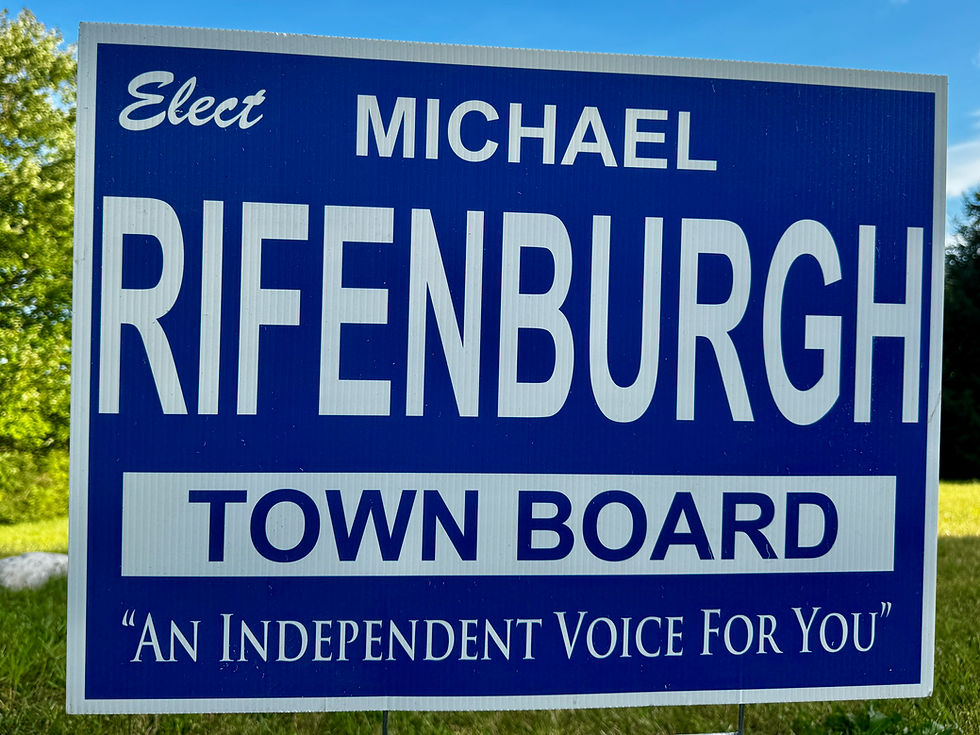 Elect
MICHAEL
RIFENBURGH
TOWN BOARD
“AN INDEPENDENT VOICE FOR YOU”